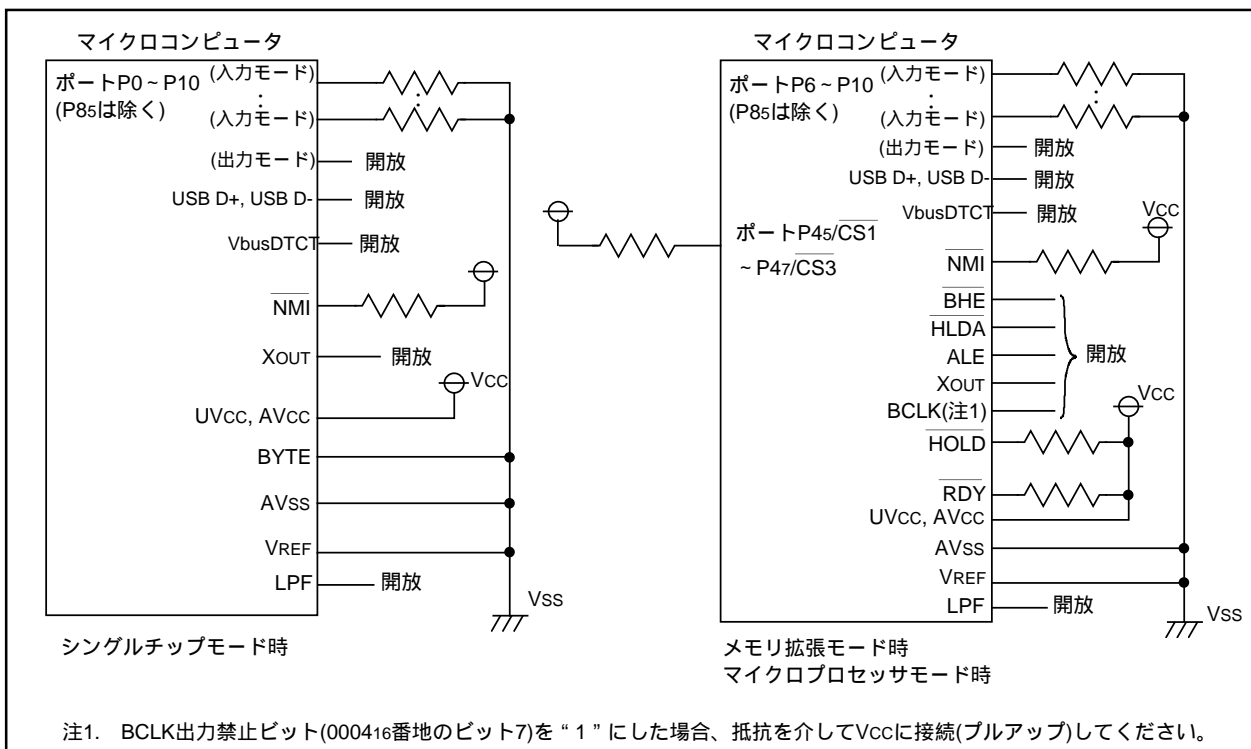 マイクロコンピュータ
ポートP0～P10
(P85は除く)
(入力モード)
:
(入力モード)
:
(出力モード)
開放
USB D+, USB D-
開放
VbusDTCT
開放
NMI
XOUT
開放
VCC
UVCC, AVCC
BYTE
AVSS
VREF
LPF
開放
VSS
シングルチップモード時
マイクロコンピュータ
ポートP6～P10
(P85は除く)
(入力モード)
:
(入力モード)
:
(出力モード)
開放
USB D+, USB D-
開放
VbusDTCT
開放
ポートP45/CS1
～P47/CS3
VCC
NMI
BHE
HLDA
ALE
開放
XOUT
BCLK(注1)
VCC
HOLD
RDY
UVCC, AVCC
AVSS
VREF
LPF
開放
VSS
メモリ拡張モード時
マイクロプロセッサモード時
注1. BCLK出力禁止ビット(000416番地のビット7)を“1”にした場合、抵抗を介してVCCに接続(プルアップ)してください。